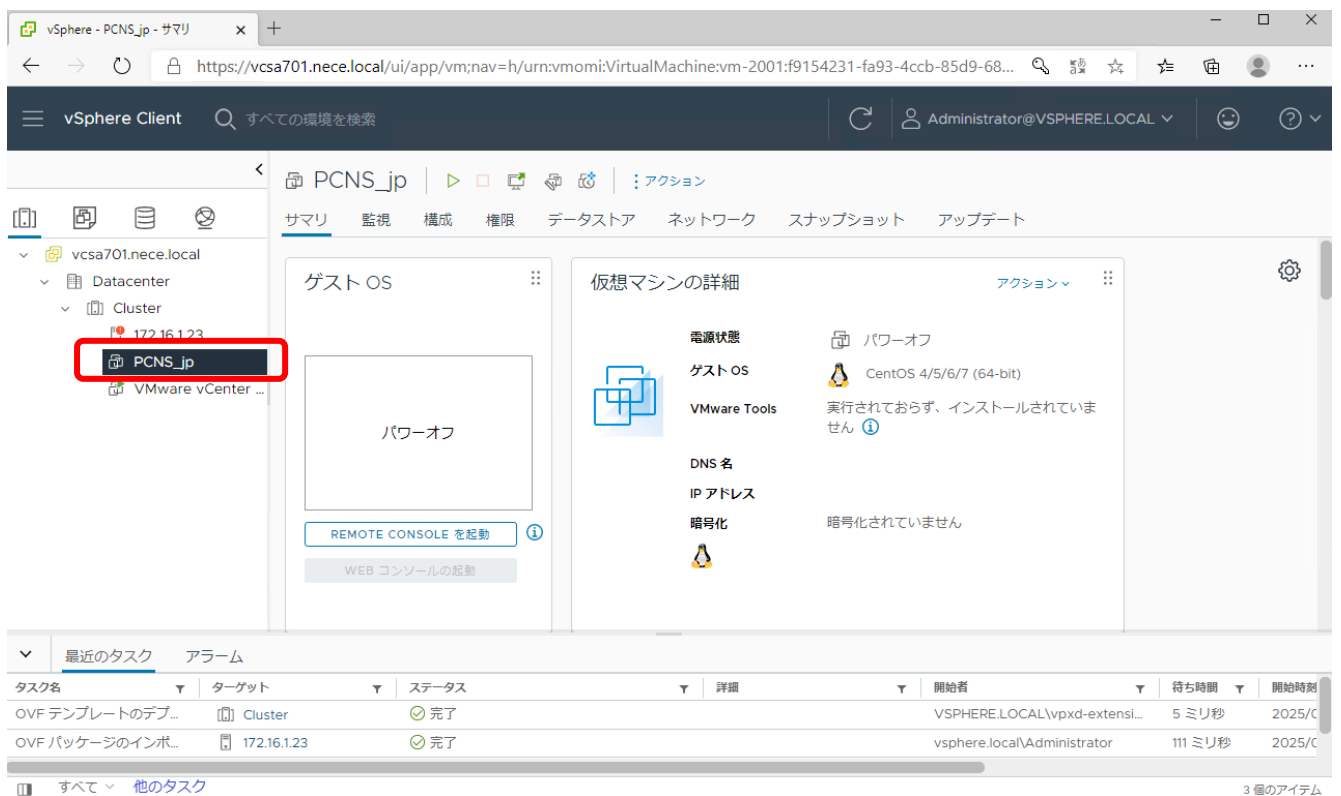 vSphere - PCNS_jp - サマリ
https://vcsa701.nece.local/ui/app/vm;nav=h/urn:vmomi:VirtualMachine:vm-2001:f9154231-fa93-4ccb-85d9-68...
vSphere Client すべての環境を検索 Administrator@VSPHERE.LOCAL
PCNS_jp アクション
サマリ 監視 構成 権限 データストア ネットワーク スナップショット アップデート
vcsa701.nece.local
Datacenter
Cluster
172.16.1.23
PCNS_jp
VMware vCenter ...
ゲスト OS
パワーオフ
REMOTE CONSOLE を起動
WEB コンソールの起動
仮想マシンの詳細 アクション
電源状態 パワーオフ
ゲスト OS CentOS 4/5/6/7 (64-bit)
VMware Tools 実行されておらず、インストールされていま
せん
DNS 名
IP アドレス
暗号化 暗号化されていません
最近のタスク アラーム
タスク名 ターゲット ステータス 詳細 開始者 待ち時間 開始時刻
OVF テンプレートのデプ... Cluster 完了 VSPHERE.LOCAL\vpxd-extensi... 5 ミリ秒 2025/0
OVF パッケージのインポ... 172.16.1.23 完了 vsphere.local\Administrator 111 ミリ秒 2025/0
すべて 他のタスク 3 個のアイテム